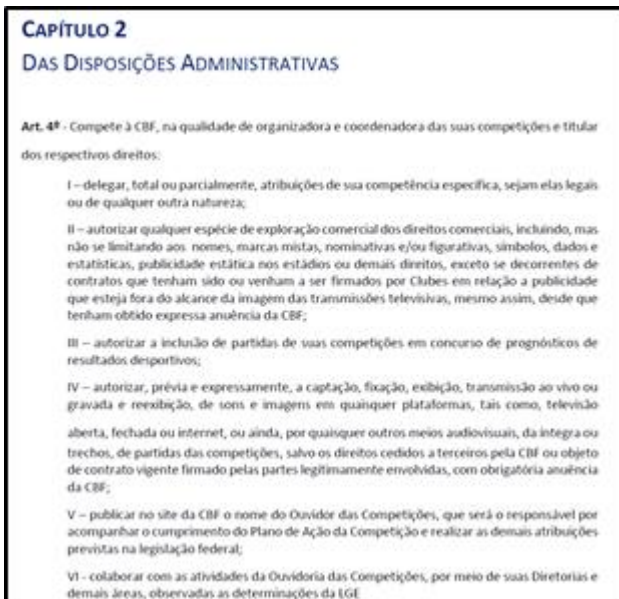 CAPÍTULO 2
DAS DISPOSIÇÕES ADMINISTRATIVAS
Art. 4º - Compete à CBF, na qualidade de organizadora e coordenadora das suas competições e titular
dos respectivos direitos:
I – delegar, total ou parcialmente, atribuições de sua competência específica, sejam elas legais
ou de qualquer outra natureza;
II – autorizar qualquer espécie de exploração comercial dos direitos comerciais, incluindo, mas
não se limitando aos nomes, marcas mistas, nominativas e/ou figurativas, símbolos, dados e
estatísticas, publicidade estática nos estádios ou demais direitos, exceto se decorrentes de
contratos que tenham sido ou venham a ser firmados por Clubes em relação a publicidade
que esteja fora do alcance da imagem das transmissões televisivas, mesmo assim, desde que
tenham obtido expressa anuência da CBF;
III – autorizar a inclusão de partidas de suas competições em concurso de prognósticos de
resultados desportivos;
IV – autorizar, prévia e expressamente, a captação, fixação, exibição, transmissão ao vivo ou
gravada e reexibição, de sons e imagens em quaisquer plataformas, tais como, televisão
aberta, fechada ou internet, ou ainda, por quaisquer outros meios audiovisuais, da íntegra ou
trechos, de partidas das competições, salvo os direitos cedidos a terceiros pela CBF ou objeto
de contrato vigente firmado pelas partes legitimamente envolvidas, com obrigatória anuência
da CBF;
V – publicar no site da CBF o nome do Ouvidor das Competições, que será o responsável por
acompanhar o cumprimento do Plano de Ação da Competição e realizar as demais atribuições
previstas na legislação federal;
VI - colaborar com as atividades da Ouvidoria das Competições, por meio de suas Diretorias e
demais áreas, observadas as determinações da LGE